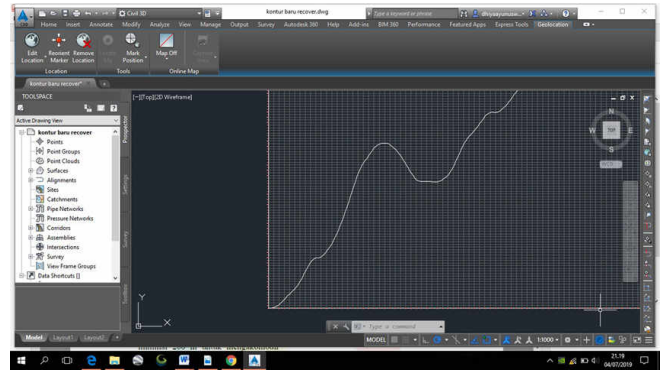 Civil 3D
kontur baru recover.dwg
Type a keyword or phrase
Home Insert Annotate Modify Analyze View Manage Output Survey Autodesk 360 Help Add-ins BIM 360 Performance Featured Apps Express Tools Geolocation
Edit Location
Reorient Marker
Remove Location
Mark Position
Map Off
Location
Tools
Online Map
kontur baru recover*
TOOLSPACE
Active Drawing View
kontur baru recover
Points
Point Groups
Point Clouds
Surfaces
Alignments
Sites
Catchments
Pipe Networks
Pressure Networks
Corridors
Assemblies
Intersections
Survey
View Frame Groups
Data Shortcuts []
Prospector
Settings
Survey
Toolbox
[-][Top][2D Wireframe]
N
W TOP E
S
WCS
Y
X
Type a command
Model Layout1 Layout2 +
MODEL
1:1000
21.19
04/07/2019